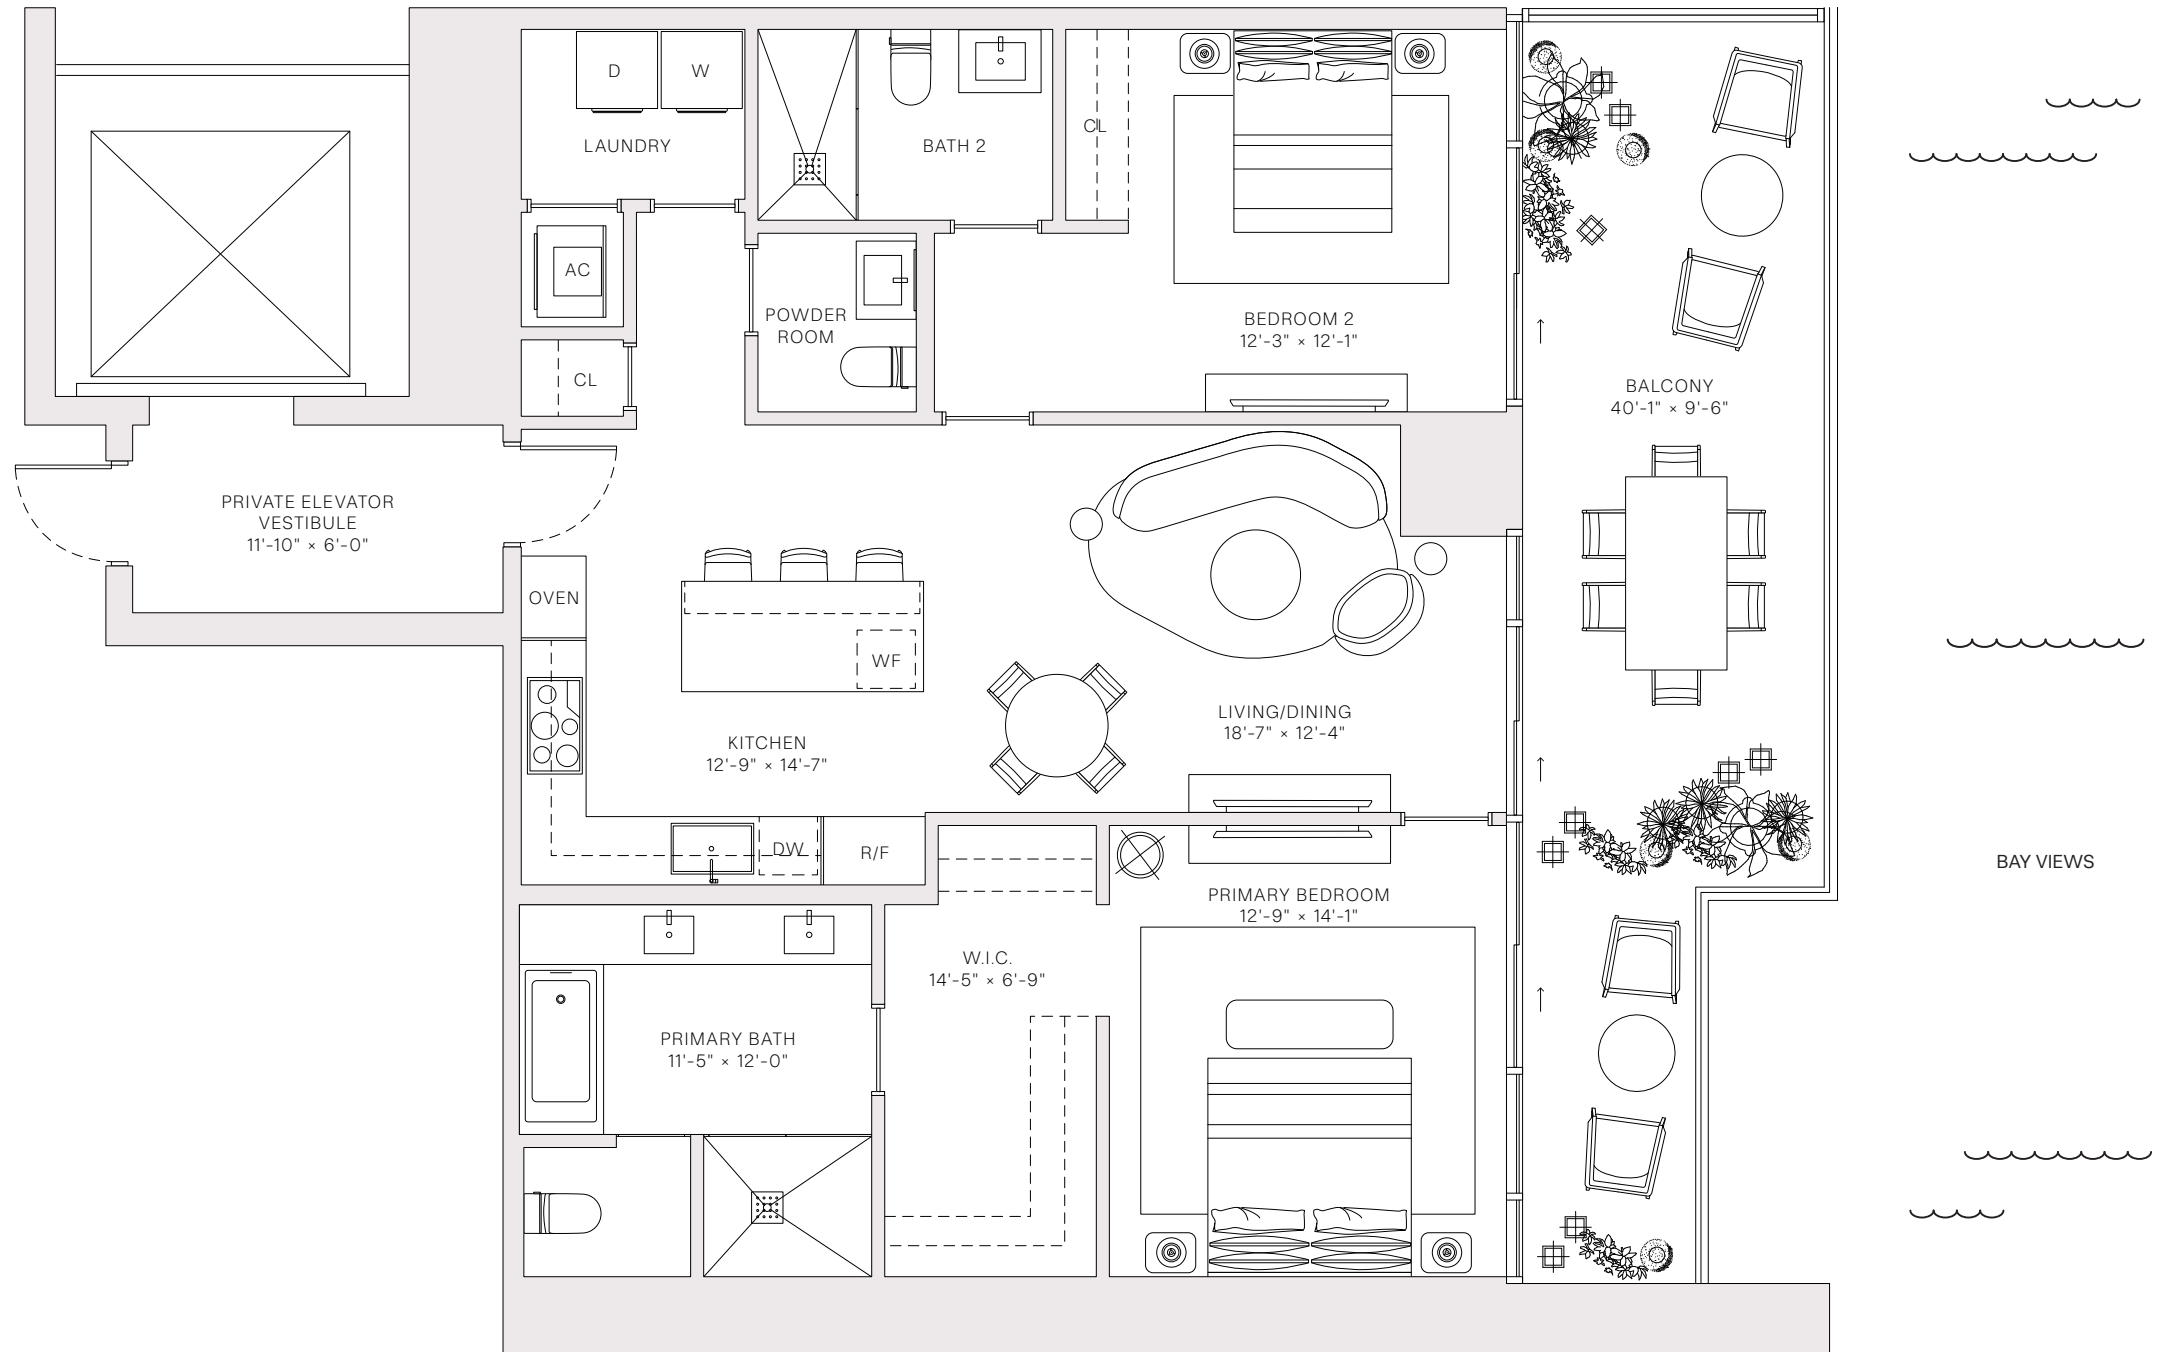 D
W
LAUNDRY
BATH 2
CL
AC
POWDER
ROOM
BEDROOM 2
12'-3" × 12'-1"
CL
BALCONY
40'-1" × 9'-6"
PRIVATE ELEVATOR
VESTIBULE
11'-10" × 6'-0"
OVEN
WF
LIVING/DINING
18'-7" × 12'-4"
KITCHEN
12'-9" × 14'-7"
DW
R/F
BAY VIEWS
PRIMARY BEDROOM
12'-9" × 14'-1"
W.I.C.
14'-5" × 6'-9"
PRIMARY BATH
11'-5" × 12'-0"